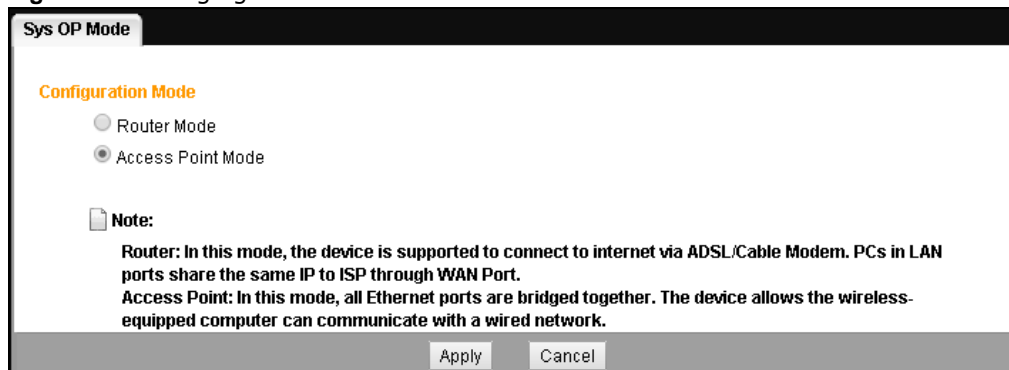 Sys OP Mode
Configuration Mode
Router Mode
Access Point Mode
Note:
Router: In this mode, the device is supported to connect to internet via ADSL/Cable Modem. PCs in LAN
ports share the same IP to ISP through WAN Port.
Access Point: In this mode, all Ethernet ports are bridged together. The device allows the wireless-
equipped computer can communicate with a wired network.
Apply Cancel